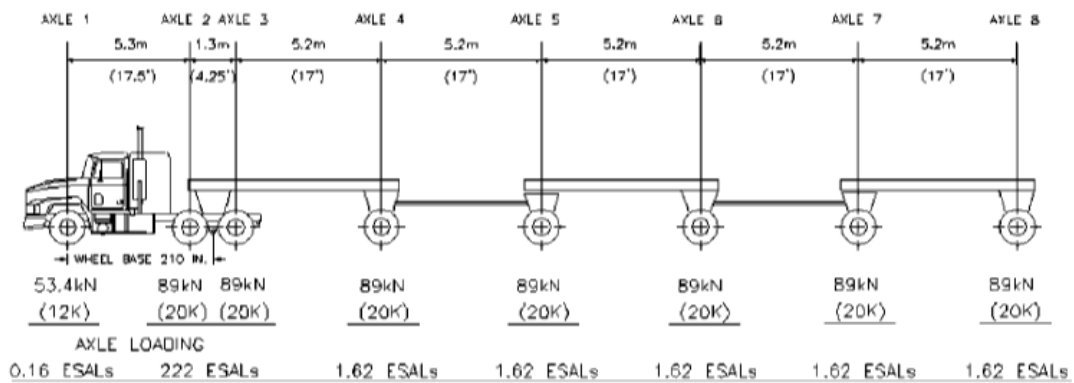 AXLE 1 AXLE 2 AXLE 3 AXLE 4 AXLE 5 AXLE 6 AXLE 7 AXLE 8
5.3m 1.3m 5.2m 5.2m 5.2m 5.2m 5.2m
(17.5') (4.25') (17') (17') (17') (17') (17')
WHEEL BASE 210 IN.
53.4kN 89kN 89kN 89kN 89kN 89kN 89kN 89kN
(12K) (20K) (20K) (20K) (20K) (20K) (20K) (20K)
AXLE LOADING
0.16 ESALs 222 ESALs 1.62 ESALs 1.62 ESALs 1.62 ESALs 1.62 ESALs 1.62 ESALs